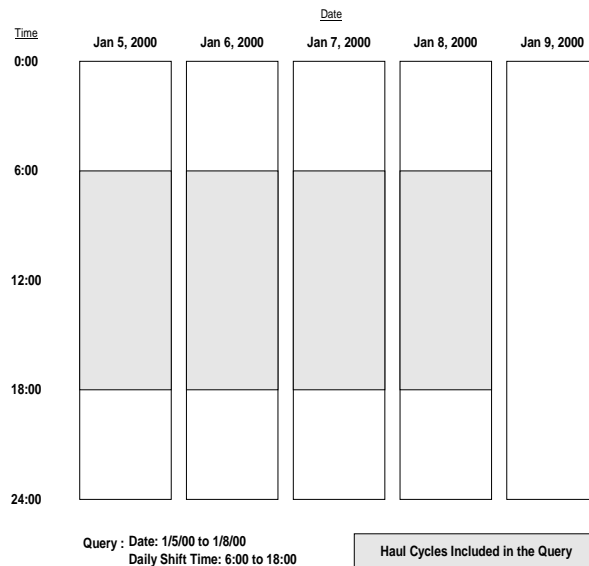 Date
Time
Jan 5, 2000 Jan 6, 2000 Jan 7, 2000 Jan 8, 2000 Jan 9, 2000
0:00
6:00
12:00
18:00
24:00
Query : Date: 1/5/00 to 1/8/00
Daily Shift Time: 6:00 to 18:00
Haul Cycles Included in the Query